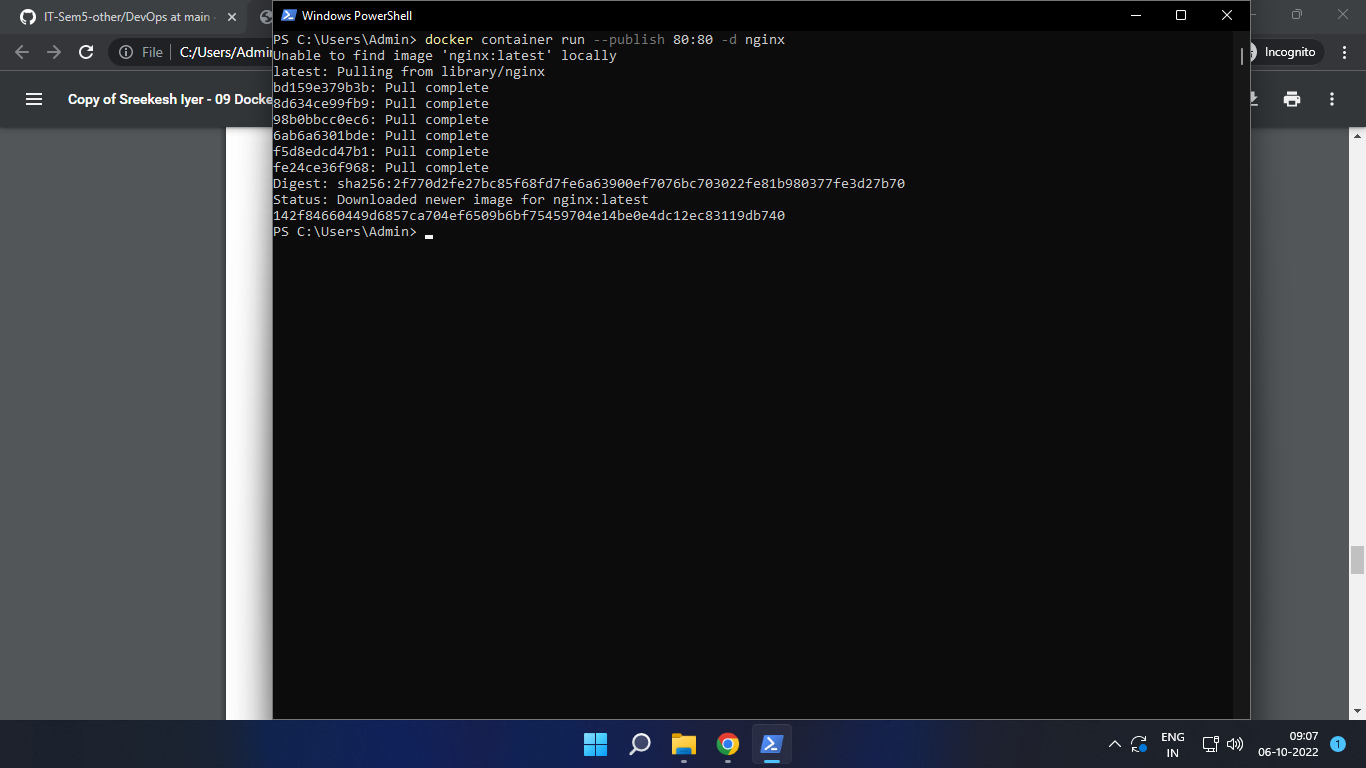 IT-Sem5-other/DevOps at main
Windows PowerShell
File
C:/Users/Admin
Incognito
Copy of Sreekesh Iyer - 09 Docke
PS C:\Users\Admin> docker container run --publish 80:80 -d nginx
Unable to find image 'nginx:latest' locally
latest: Pulling from library/nginx
bd159e379b3b: Pull complete
8d634ce99fb9: Pull complete
98b0bbcc0ec6: Pull complete
6ab6a6301bde: Pull complete
f5d8edcd47b1: Pull complete
fe24ce36f968: Pull complete
Digest: sha256:2f770d2fe27bc85f68fd7fe6a63900ef7076bc703022fe81b980377fe3d27b70
Status: Downloaded newer image for nginx:latest
142f84660449d6857ca704ef6509b6bf75459704e14be0e4dc12ec83119db740
PS C:\Users\Admin>
ENG
IN
09:07
06-10-2022
1